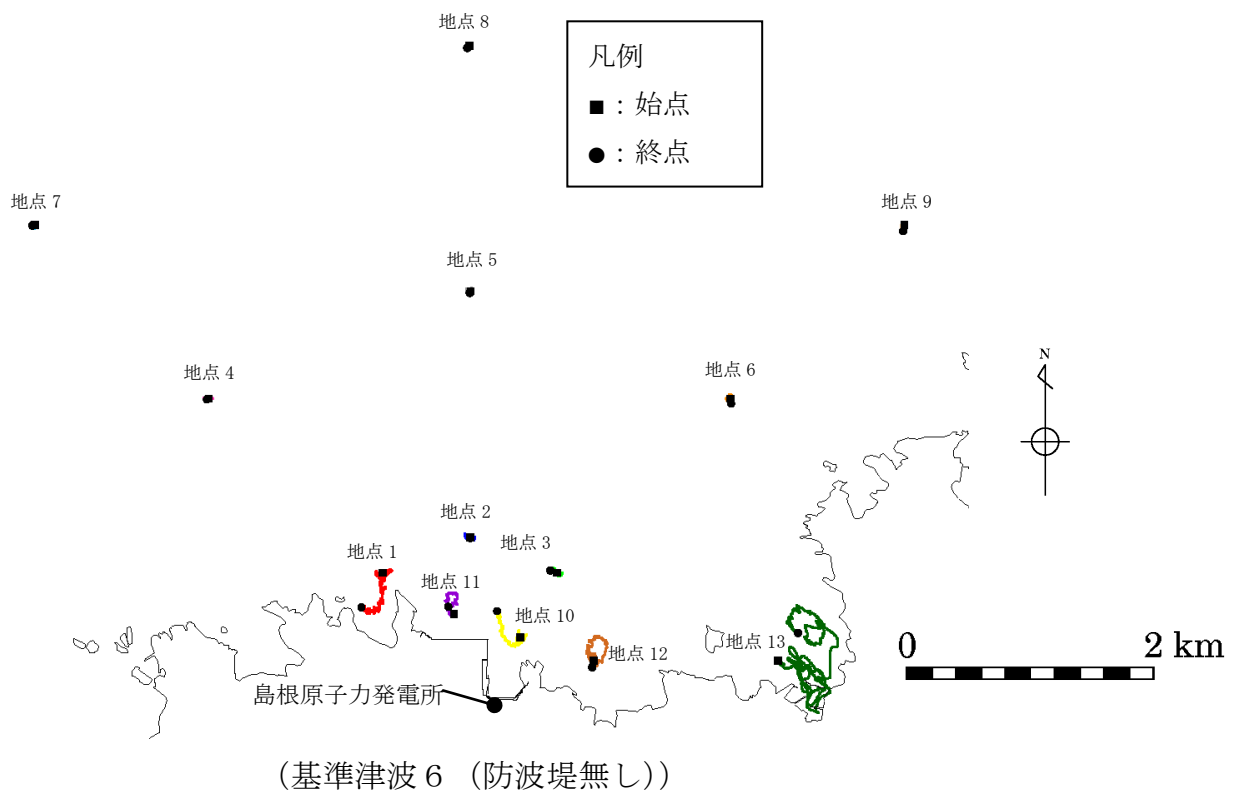 地点 8
凡例
■：始点
●：終点
地点 7
地点 9
地点 5
地点 4
地点 6
N
地点 2
地点 3
地点 1
地点 11
地点 10
地点 12
地点 13
0 2 km
島根原子力発電所
（基準津波６（防波堤無し））